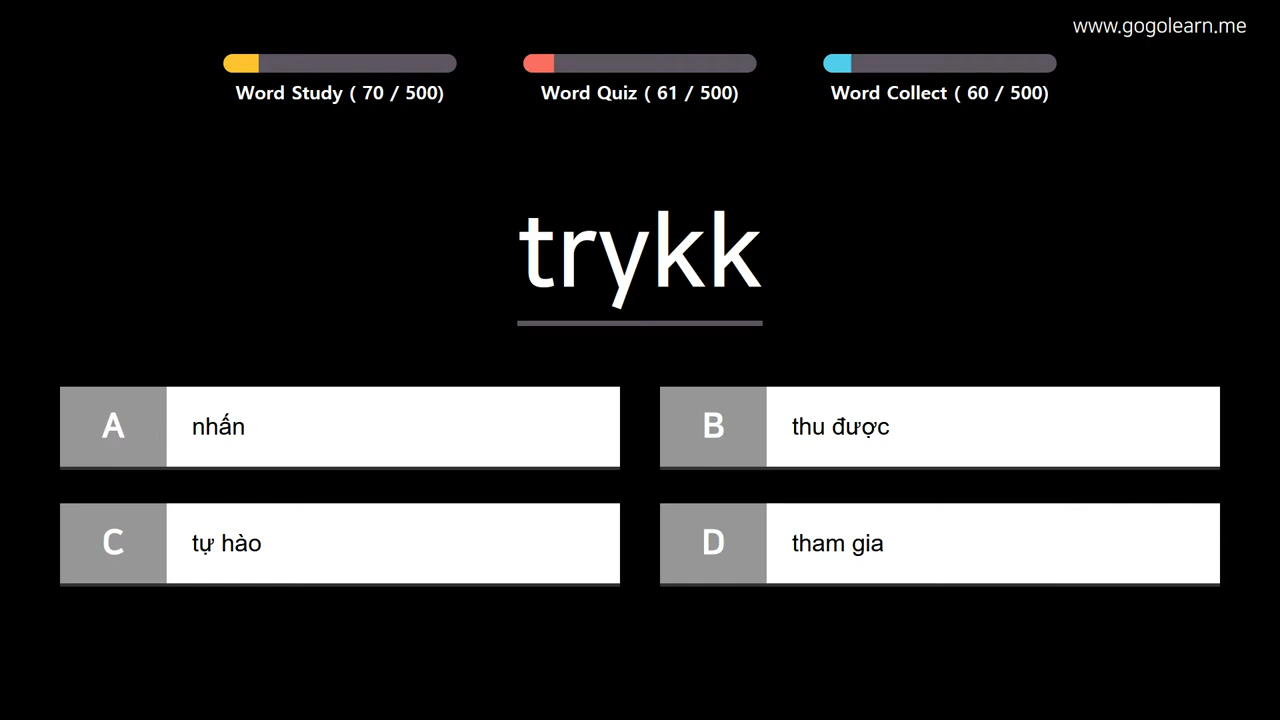 www.gogolearn.me
Word Study ( 70 / 500)
Word Quiz ( 61 / 500)
Word Collect ( 60 / 500)
trykk
A
nhấn
B
thu được
C
tự hào
D
tham gia